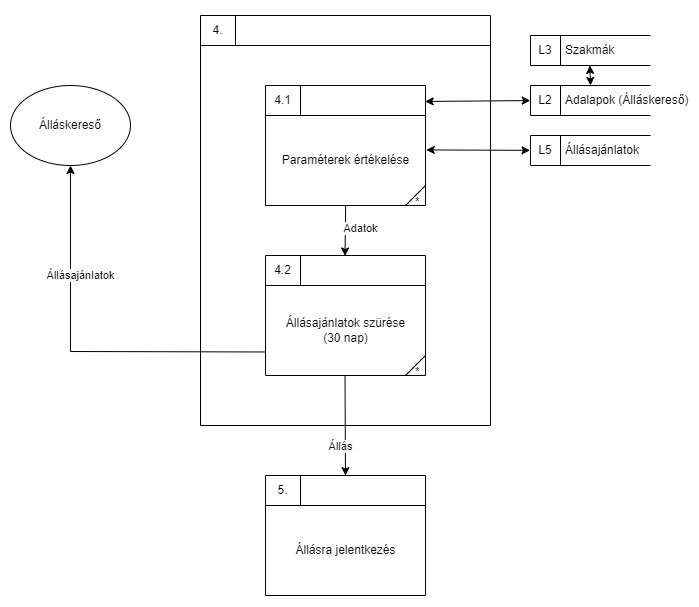 4.
L3 Szakmák
4.1
L2 Adalapok (Álláskereső)
Álláskereső
L5 Állásajánlatok
Paraméterek értékelése
*
Adatok
4.2
Állásajánlatok
Állásajánlatok szürése
(30 nap)
*
Állás
5.
Állásra jelentkezés